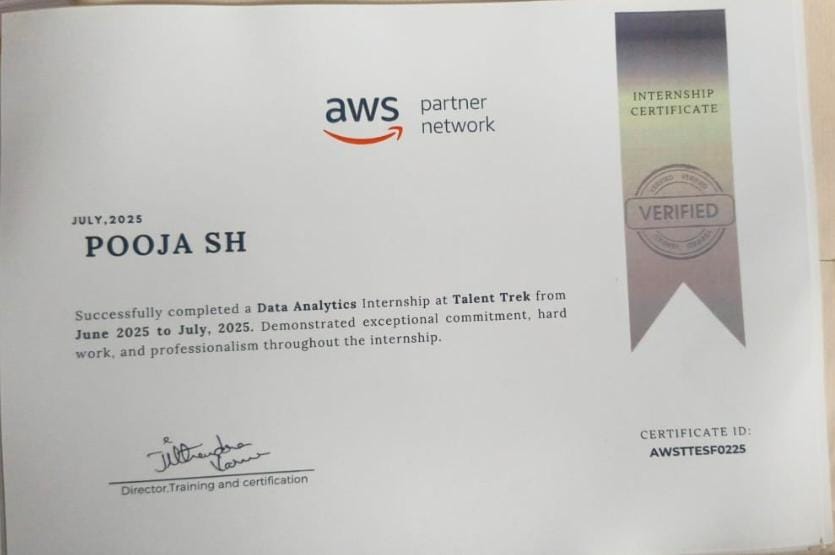 INTERNSHIP
CERTIFICATE
aws partner
network
VERIFIED
JULY,2025
POOJA SH
Successfully completed a Data Analytics Internship at Talent Trek from
June 2025 to July, 2025. Demonstrated exceptional commitment, hard
work, and professionalism throughout the internship.
Director,Training and certification
CERTIFICATE ID:
AWSTTESF0225